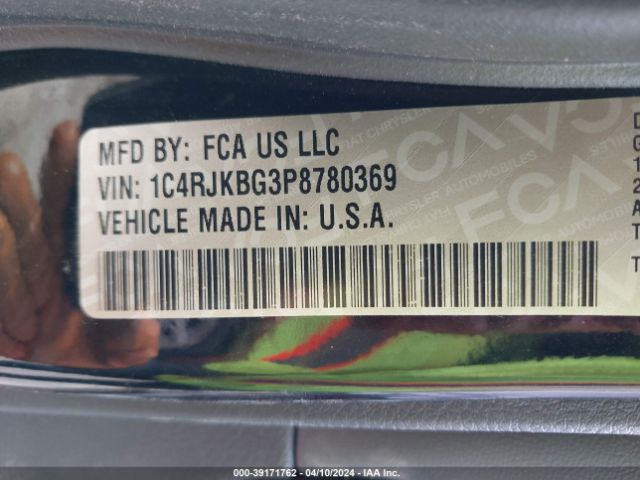 MFD BY: FCA US LLC
VIN: 1C4RJKBG3P8780369
VEHICLE MADE IN: U.S.A.
000-39171762 - 04/10/2024 - IAA Inc.